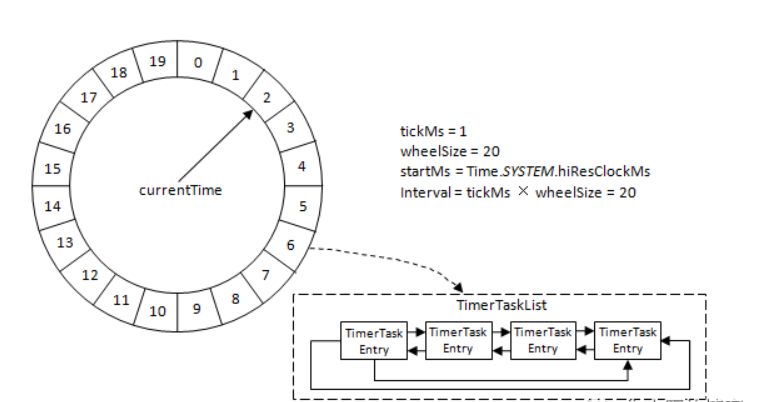 0
1
2
3
4
5
6
7
8
9
10
11
12
13
14
15
16
17
18
19
currentTime
tickMs = 1
wheelSize = 20
startMs = Time.SYSTEM.hiResClockMs
Interval = tickMs × wheelSize = 20
TimerTaskList
TimerTask
Entry
TimerTask
Entry
TimerTask
Entry
TimerTask
Entry